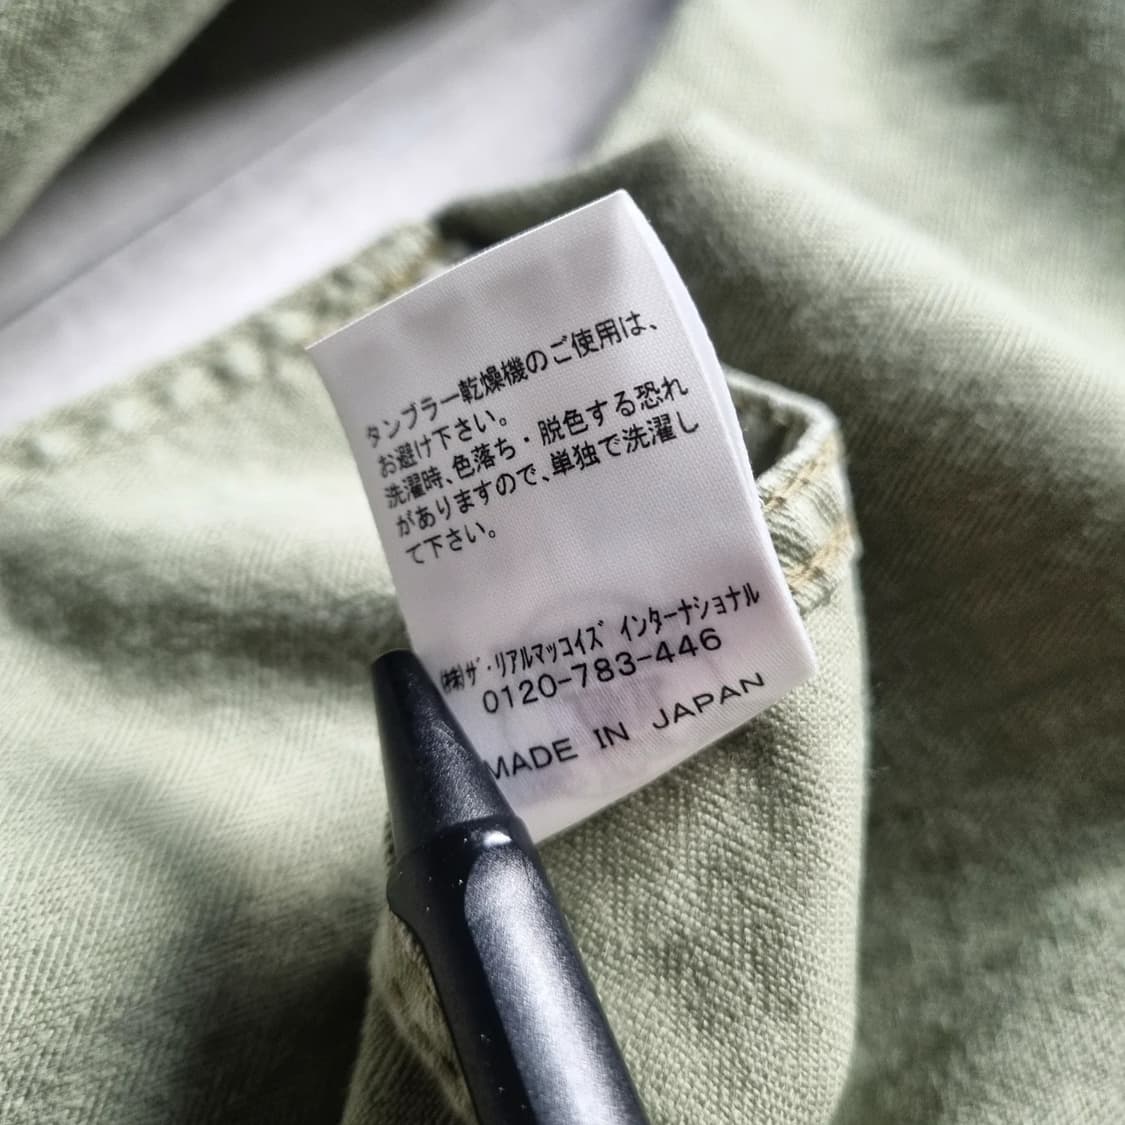 タンブラー乾燥機のご使用は、
お避け下さい。
洗濯時、色落ち・脱色する恐れ
がありますので、単独で洗濯し
て下さい。
㈱ｻﾞ･ﾘｱﾙﾏｯｺｲｽﾞ ｲﾝﾀｰﾅｼｮﾅﾙ
0120-783-446
MADE IN JAPAN